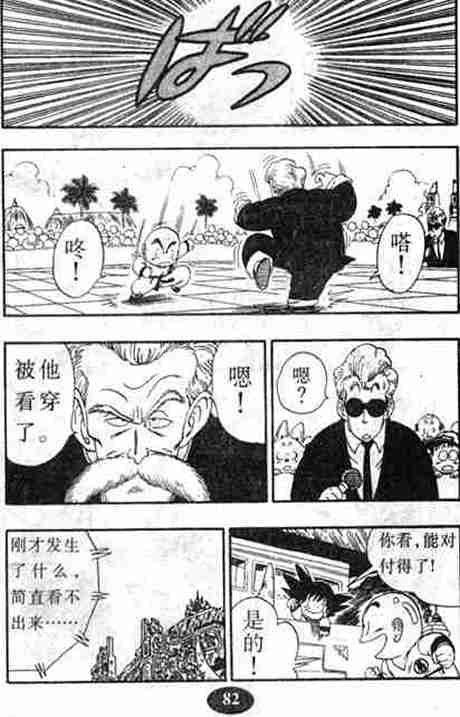 ばっ
嗒！
咚！
嗯？
嗯！
被他
看穿
了。
你看，能对
付得了！
是的！
刚才发生
了什么，
简直看不
出来……
82